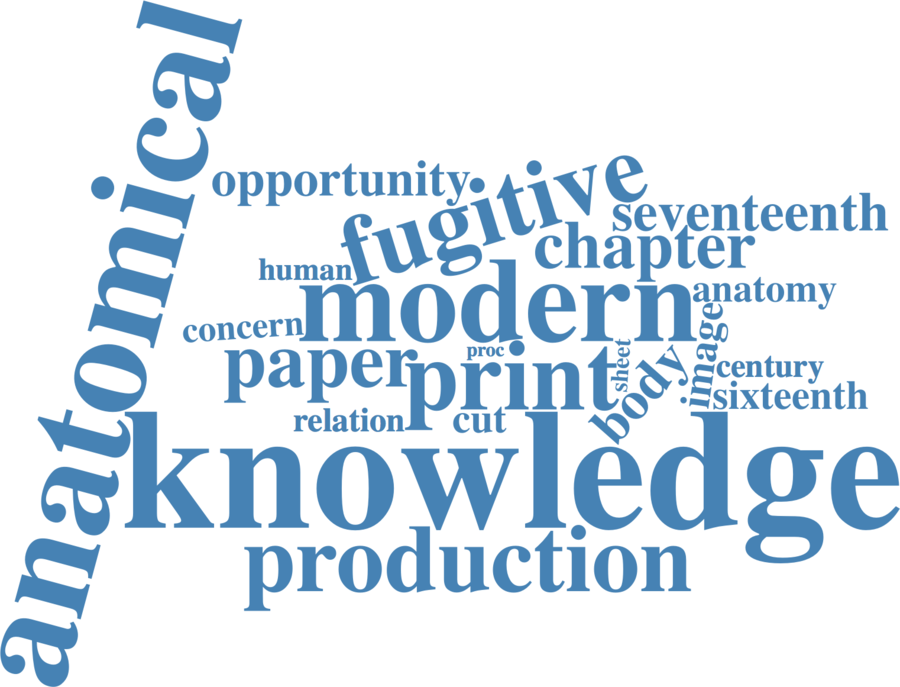 anatomical
opportunity
fugitive
seventeenth
chapter
human
modern
anatomy
concern
paper
proc
print
sheet
body
image
century
sixteenth
relation
cut
knowledge
production